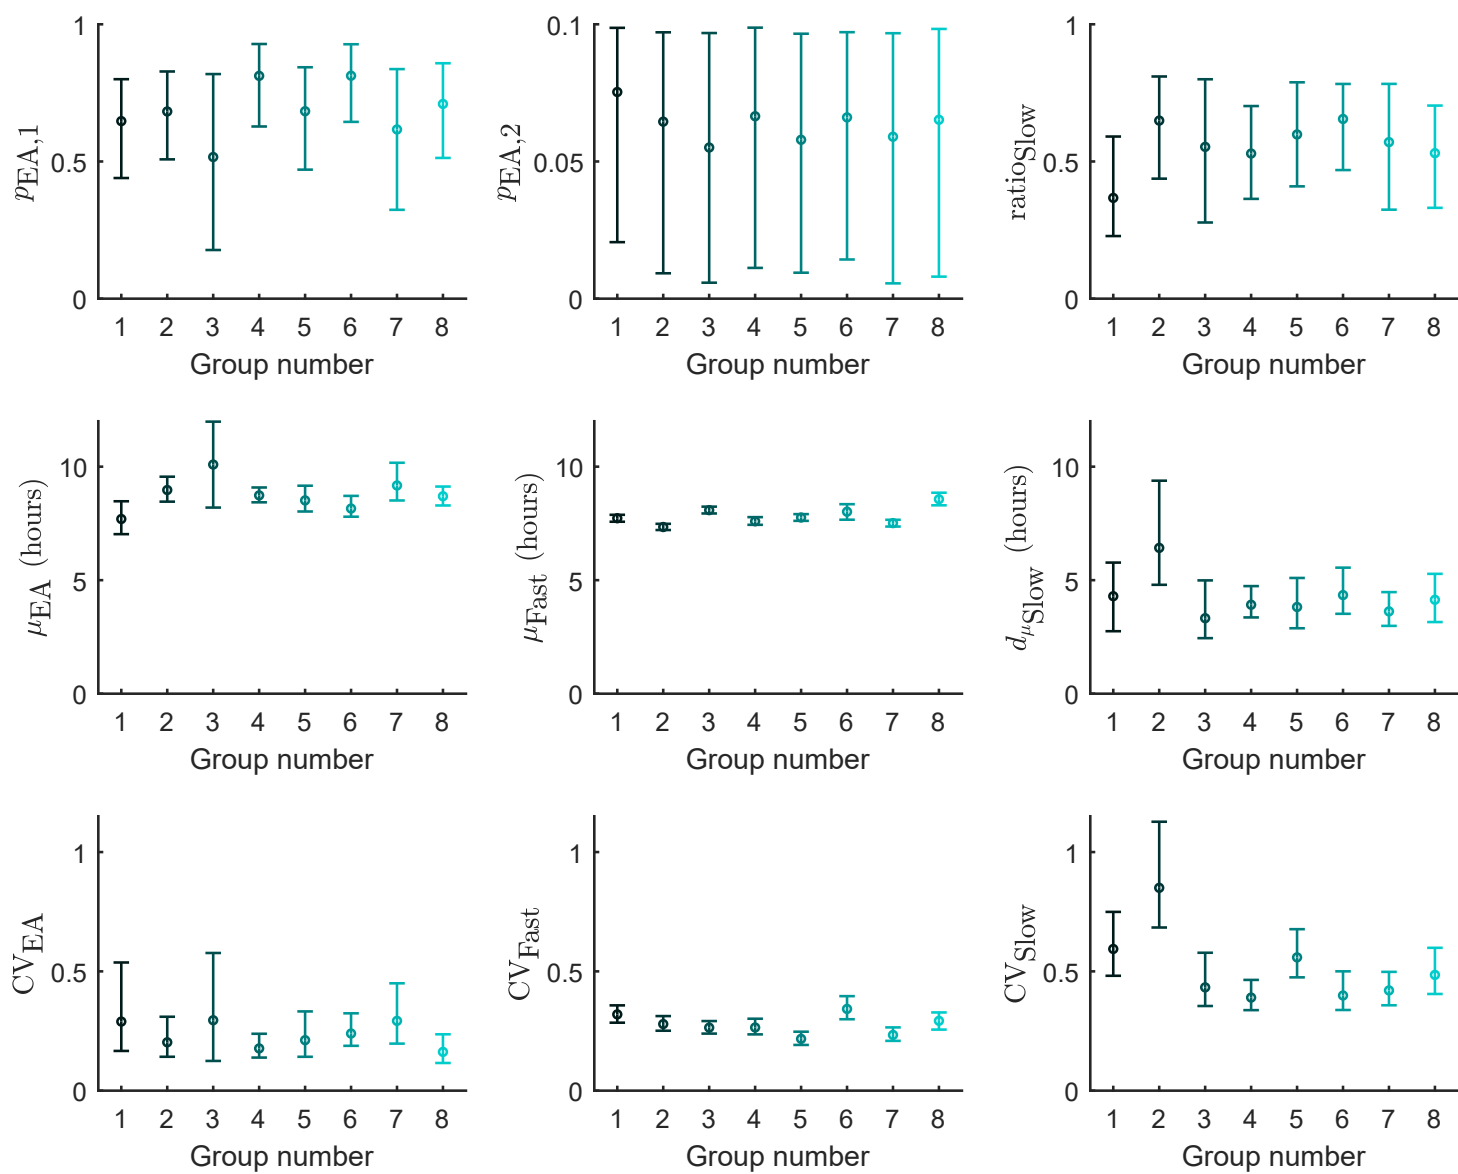 1
0.5
0
p_EA,1
1 2 3 4 5 6 7 8
Group number
0.1
0.05
0
p_EA,2
1 2 3 4 5 6 7 8
Group number
1
0.5
0
ratio_Slow
1 2 3 4 5 6 7 8
Group number
10
5
0
μ_EA (hours)
1 2 3 4 5 6 7 8
Group number
10
5
0
μ_Fast (hours)
1 2 3 4 5 6 7 8
Group number
10
5
0
d_μSlow (hours)
1 2 3 4 5 6 7 8
Group number
1
0.5
0
CV_EA
1 2 3 4 5 6 7 8
Group number
1
0.5
0
CV_Fast
1 2 3 4 5 6 7 8
Group number
1
0.5
0
CV_Slow
1 2 3 4 5 6 7 8
Group number